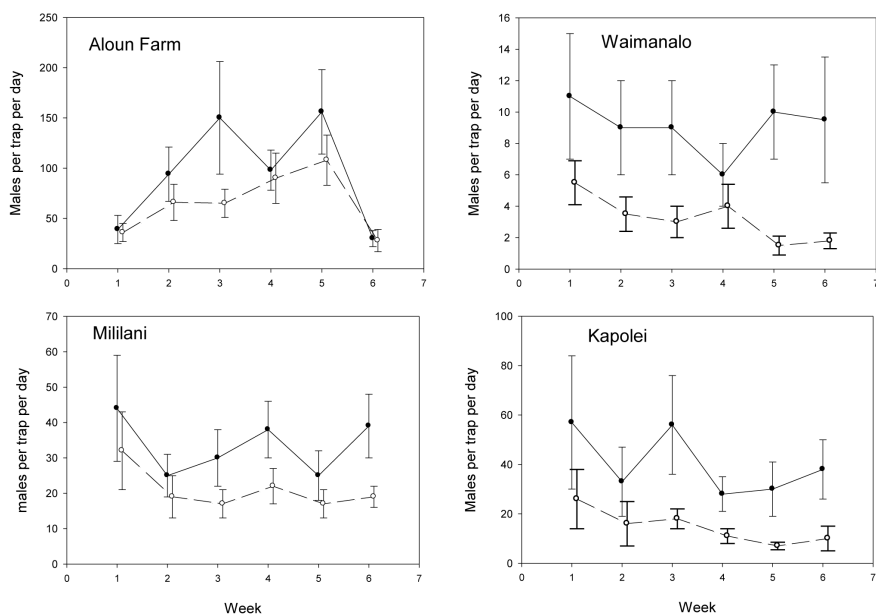 Aloun Farm
Males per trap per day
250
200
150
100
50
0
0 1 2 3 4 5 6 7
Waimanalo
Males per trap per day
16
14
12
10
8
6
4
2
0
0 1 2 3 4 5 6 7
Mililani
males per trap per day
70
60
50
40
30
20
10
0
0 1 2 3 4 5 6 7
Week
Kapolei
Males per trap per day
100
80
60
40
20
0
0 1 2 3 4 5 6 7
Week